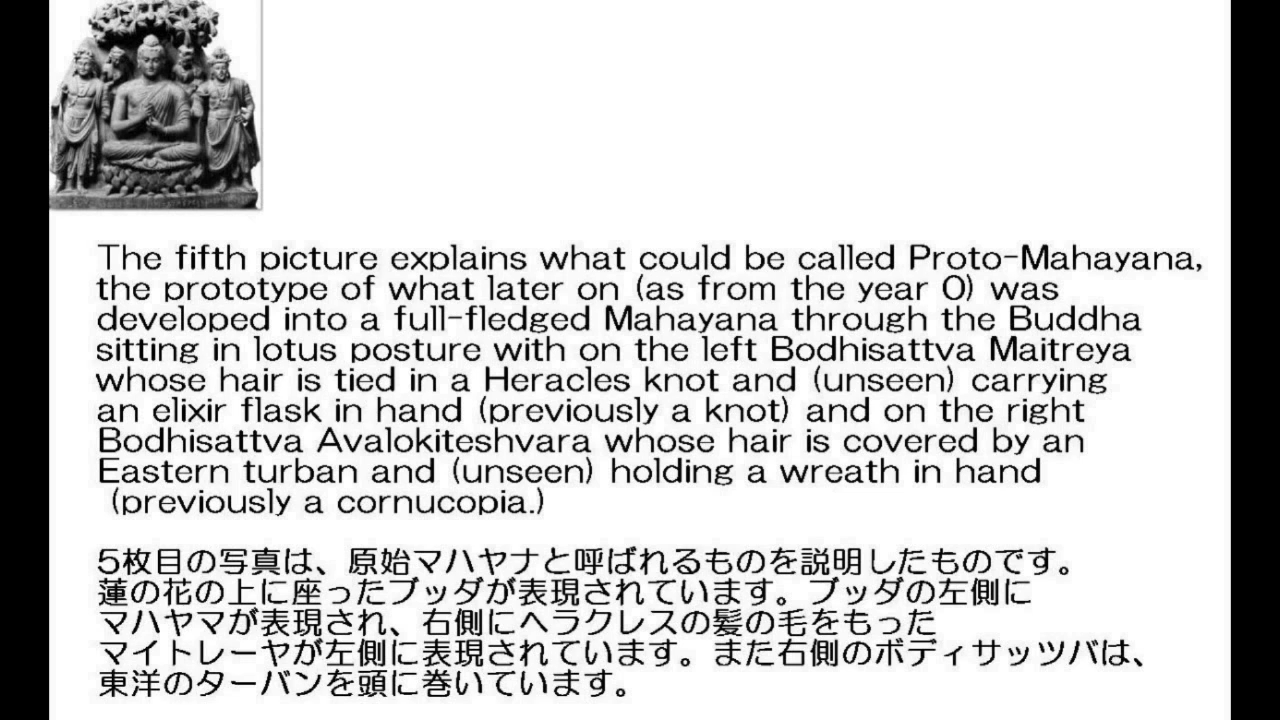 The fifth picture explains what could be called Proto-Mahayana,
the prototype of what later on (as from the year 0) was
developed into a full-fledged Mahayana through the Buddha
sitting in lotus posture with on the left Bodhisattva Maitreya
whose hair is tied in a Heracles knot and (unseen) carrying
an elixir flask in hand (previously a knot) and on the right
Bodhisattva Avalokiteshvara whose hair is covered by an
Eastern turban and (unseen) holding a wreath in hand
(previously a cornucopia.)
5枚目の写真は、原始マハヤナと呼ばれるものを説明したものです。
蓮の花の上に座ったブッダが表現されています。ブッダの左側に
マハヤマが表現され、右側にヘラクレスの髪の毛をもった
マイトレーヤが左側に表現されています。また右側のボディサッツバは、
東洋のターバンを頭に巻いています。